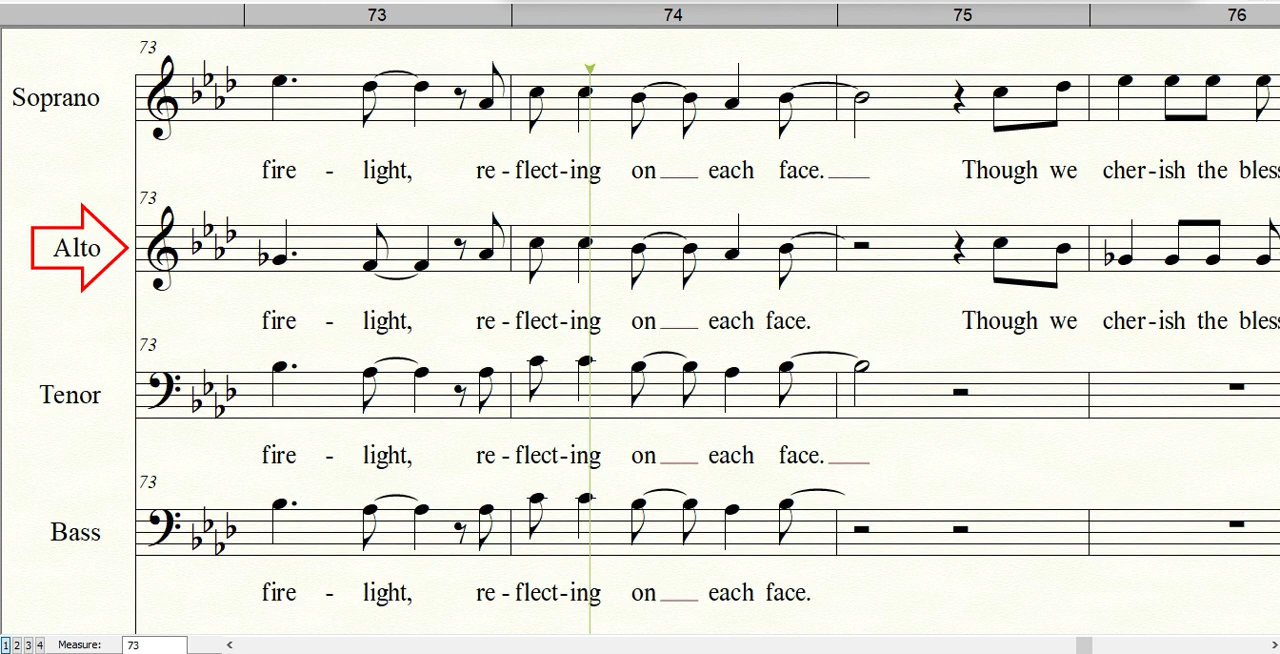 73 74 75 76
73
Soprano
fire - light, re - flect - ing on each face. Though we cher - ish the bless
73
Alto
fire - light, re - flect - ing on each face. Though we cher - ish the bless
73
Tenor
fire - light, re - flect - ing on each face.
73
Bass
fire - light, re - flect - ing on each face.
1 2 3 4 Measure: 73 < >